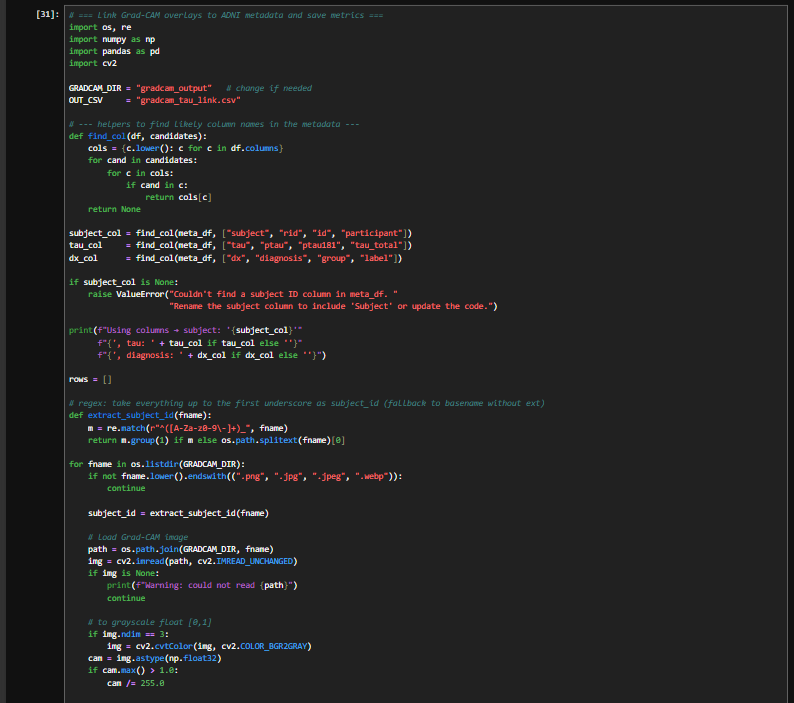 [31]: # === Link Grad-CAM overlays to ADNI metadata and save metrics ===
import os, re
import numpy as np
import pandas as pd
import cv2

GRADCAM_DIR = "gradcam_output"   # change if needed
OUT_CSV     = "gradcam_tau_link.csv"

# --- helpers to find likely column names in the metadata ---
def find_col(df, candidates):
    cols = {c.lower(): c for c in df.columns}
    for cand in candidates:
        for c in cols:
            if cand in c:
                return cols[c]
    return None

subject_col = find_col(meta_df, ["subject", "rid", "id", "participant"])
tau_col     = find_col(meta_df, ["tau", "ptau", "ptau181", "tau_total"])
dx_col      = find_col(meta_df, ["dx", "diagnosis", "group", "label"])

if subject_col is None:
    raise ValueError("Couldn't find a subject ID column in meta_df. "
                     "Rename the subject column to include 'Subject' or update the code.")

print(f"Using columns → subject: '{subject_col}'"
      f"{', tau: ' + tau_col if tau_col else ''}"
      f"{', diagnosis: ' + dx_col if dx_col else ''}")

rows = []

# regex: take everything up to the first underscore as subject_id (fallback to basename without ext)
def extract_subject_id(fname):
    m = re.match(r"^([A-Za-z0-9\-]+)_", fname)
    return m.group(1) if m else os.path.splitext(fname)[0]

for fname in os.listdir(GRADCAM_DIR):
    if not fname.lower().endswith((".png", ".jpg", ".jpeg", ".webp")):
        continue

    subject_id = extract_subject_id(fname)

    # Load Grad-CAM image
    path = os.path.join(GRADCAM_DIR, fname)
    img = cv2.imread(path, cv2.IMREAD_UNCHANGED)
    if img is None:
        print(f"Warning: could not read {path}")
        continue

    # to grayscale float [0,1]
    if img.ndim == 3:
        img = cv2.cvtColor(img, cv2.COLOR_BGR2GRAY)
    cam = img.astype(np.float32)
    if cam.max() > 1.0:
        cam /= 255.0